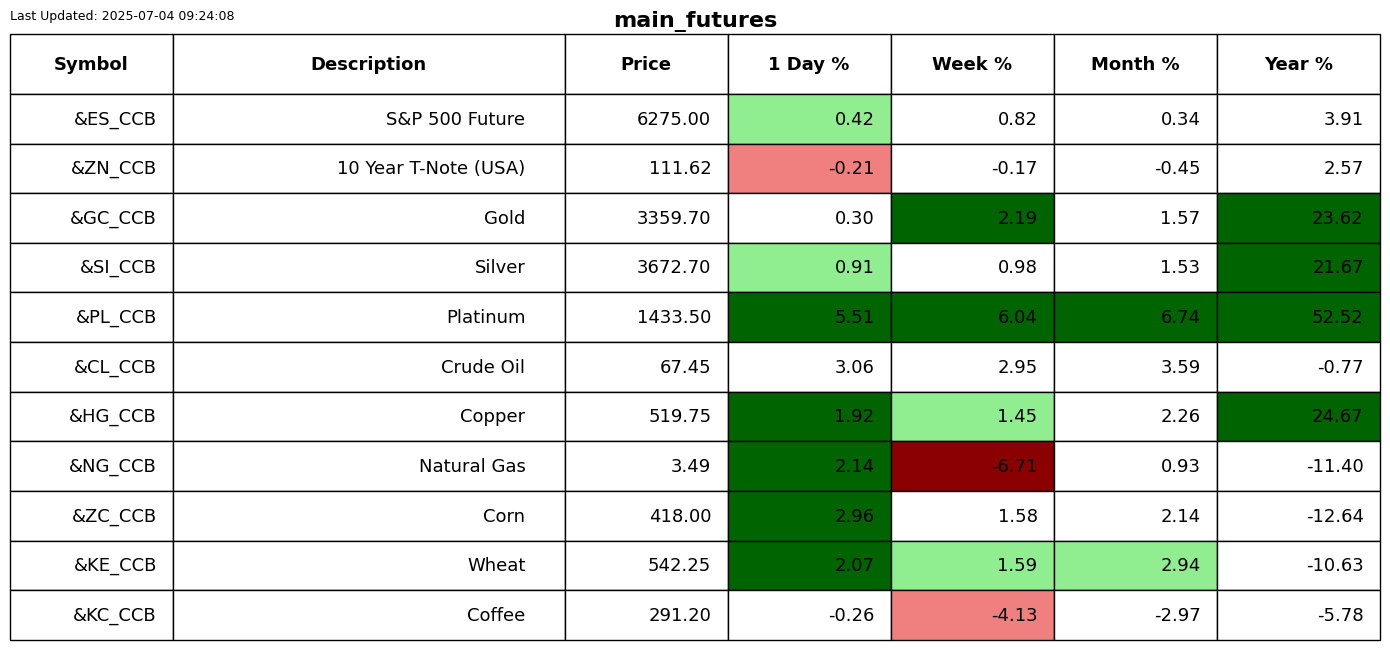 Last Updated: 2025-07-04 09:24:08
main_futures
Symbol Description Price 1 Day % Week % Month % Year %
&ES_CCB S&P 500 Future 6275.00 0.42 0.82 0.34 3.91
&ZN_CCB 10 Year T-Note (USA) 111.62 -0.21 -0.17 -0.45 2.57
&GC_CCB Gold 3359.70 0.30 2.19 1.57 23.62
&SI_CCB Silver 3672.70 0.91 0.98 1.53 21.67
&PL_CCB Platinum 1433.50 5.51 6.04 6.74 52.52
&CL_CCB Crude Oil 67.45 3.06 2.95 3.59 -0.77
&HG_CCB Copper 519.75 1.92 1.45 2.26 24.67
&NG_CCB Natural Gas 3.49 2.14 -6.71 0.93 -11.40
&ZC_CCB Corn 418.00 2.96 1.58 2.14 -12.64
&KE_CCB Wheat 542.25 2.07 1.59 2.94 -10.63
&KC_CCB Coffee 291.20 -0.26 -4.13 -2.97 -5.78